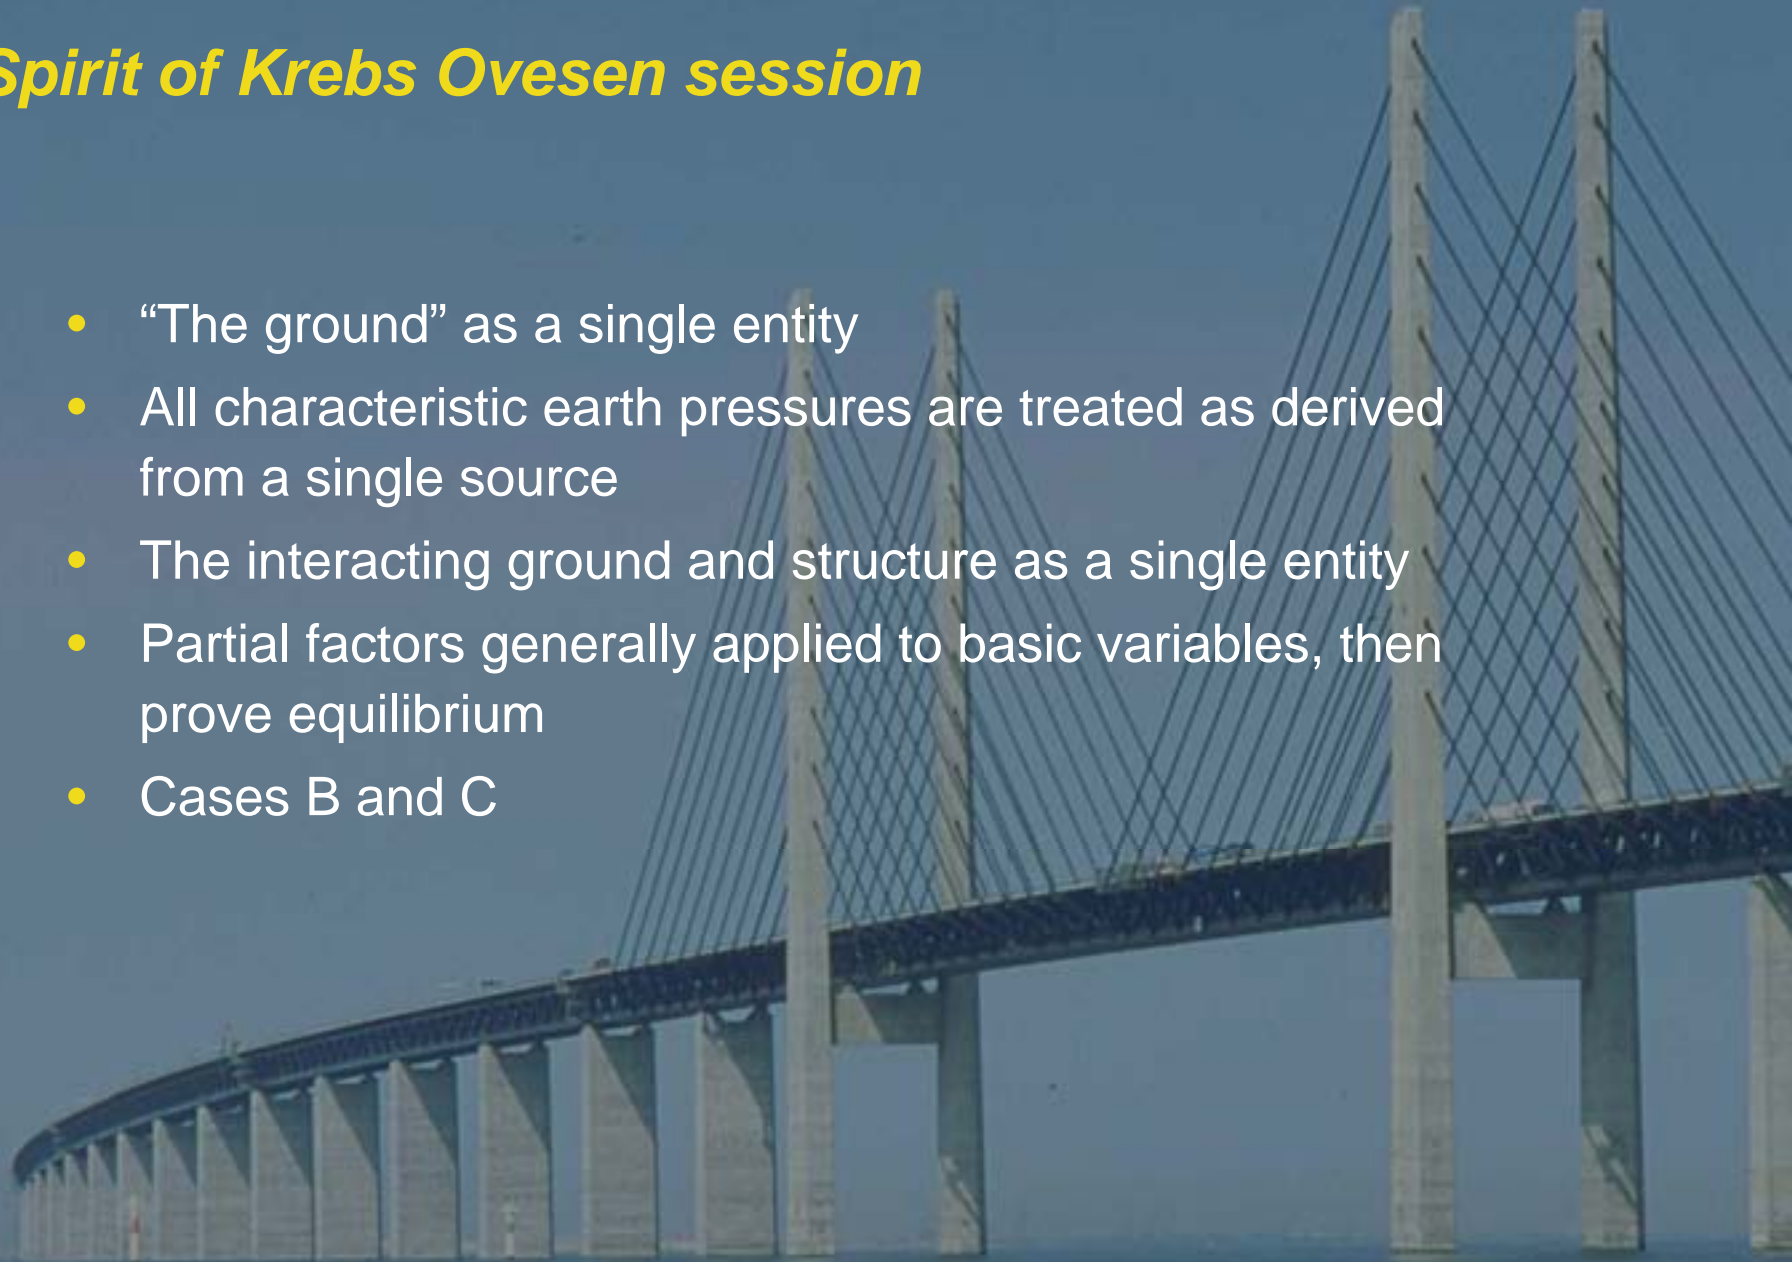 Spirit of Krebs Ovesen session
• “The ground” as a single entity
• All characteristic earth pressures are treated as derived
from a single source
• The interacting ground and structure as a single entity
• Partial factors generally applied to basic variables, then
prove equilibrium
• Cases B and C